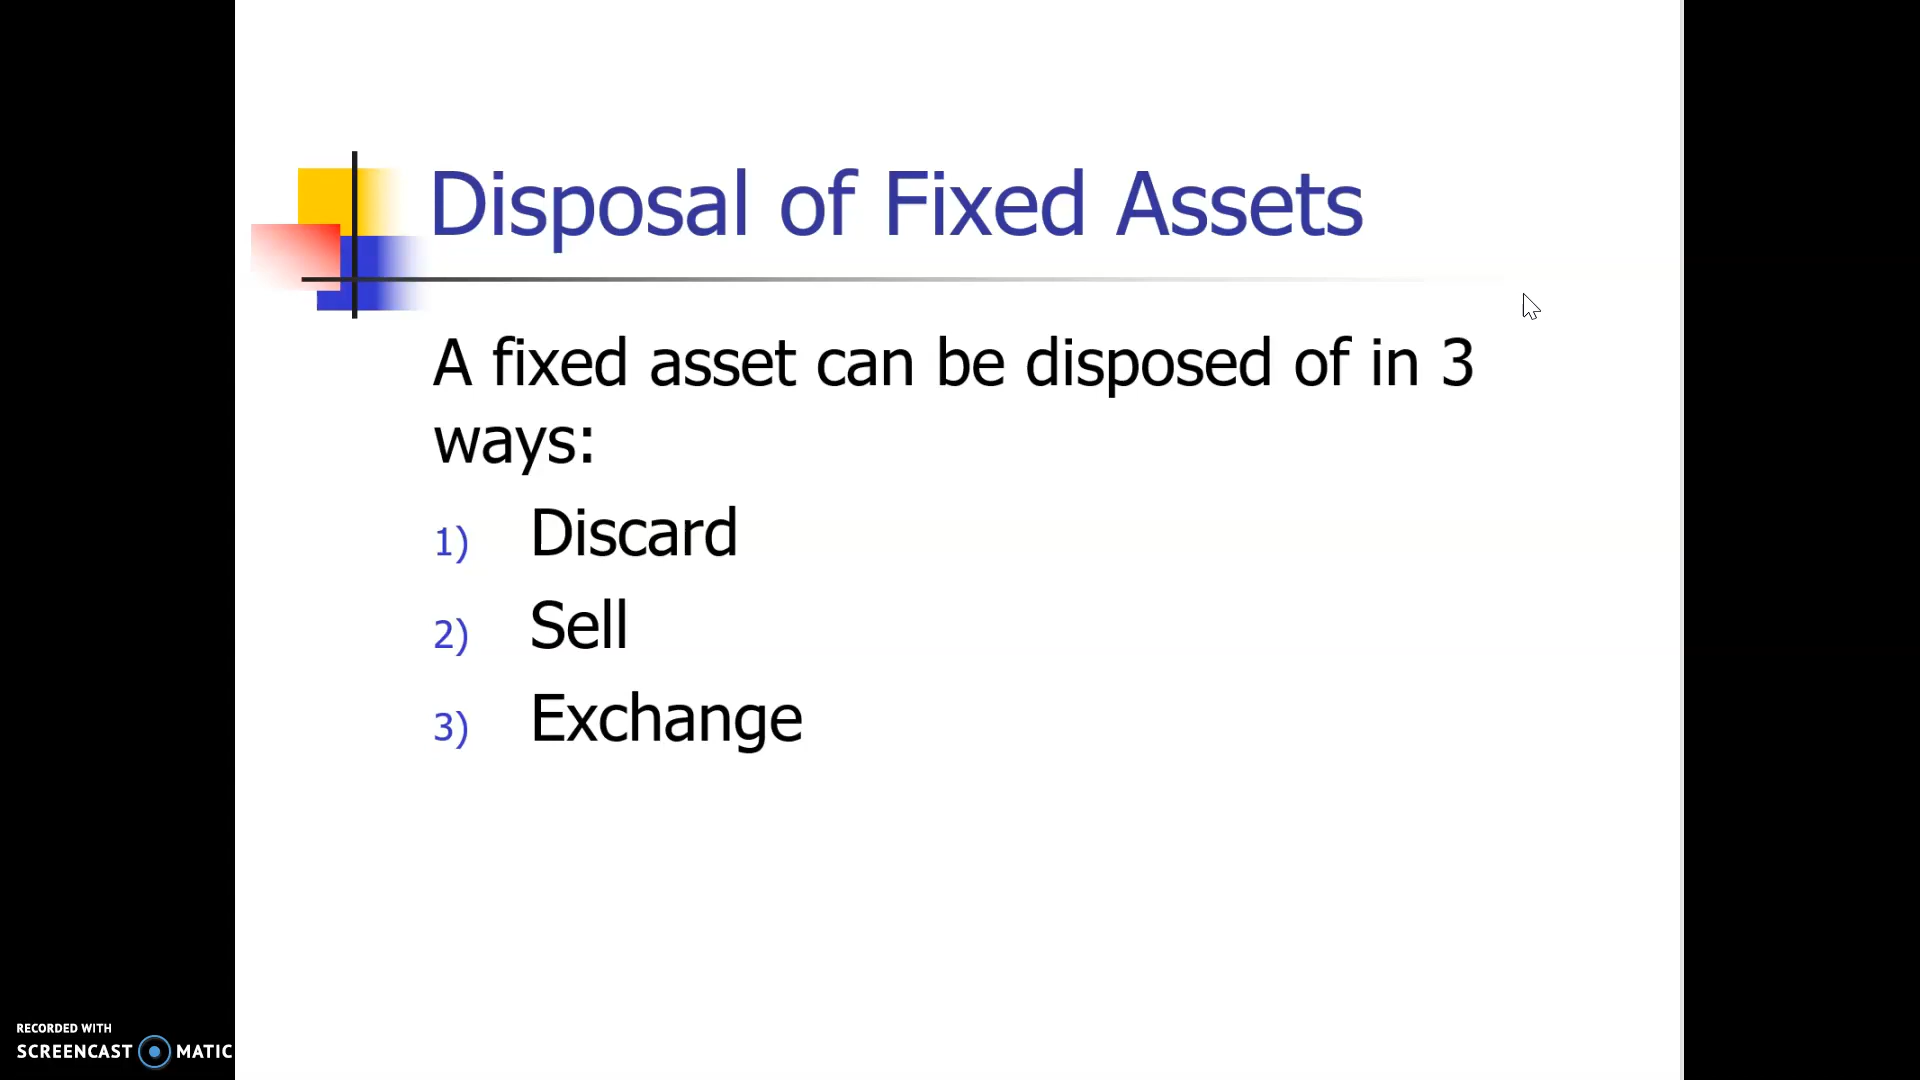 Disposal of Fixed Assets
A fixed asset can be disposed of in 3
ways:
1) Discard
2) Sell
3) Exchange
RECORDED WITH
SCREENCAST MATIC